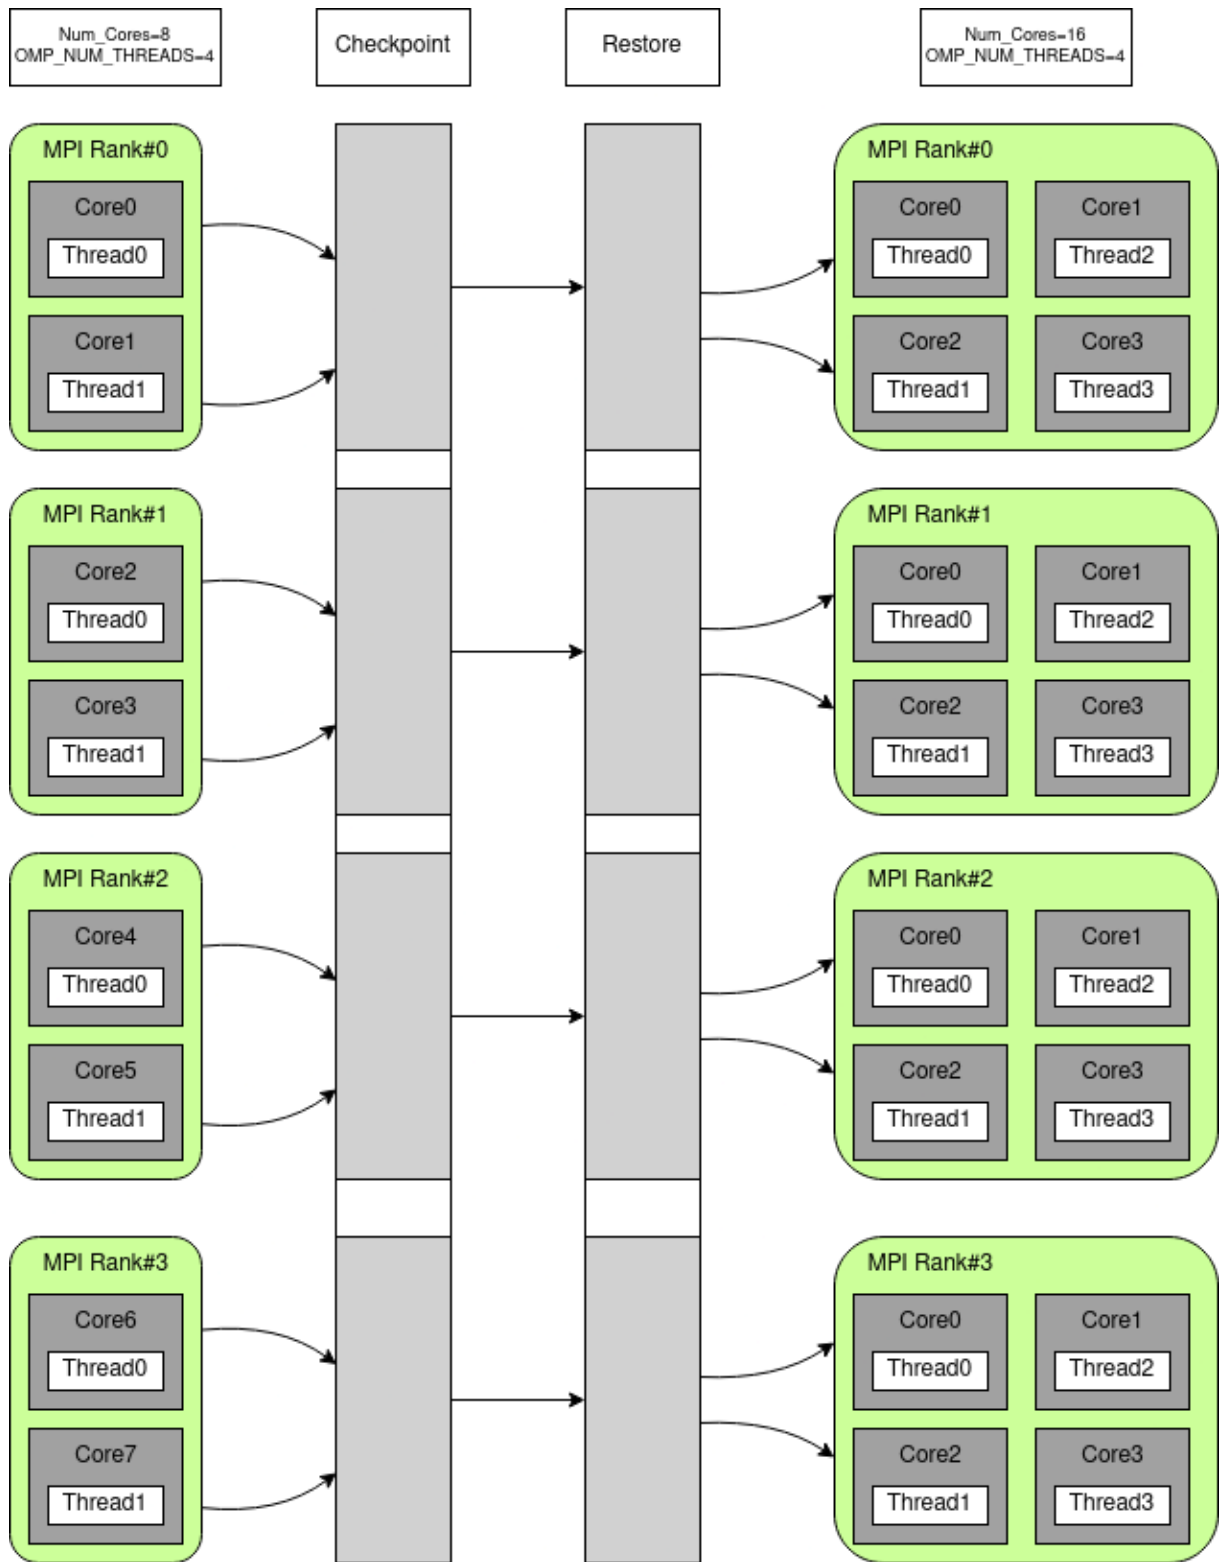 Num_Cores=8
OMP_NUM_THREADS=4
Checkpoint
Restore
Num_Cores=16
OMP_NUM_THREADS=4
MPI Rank#0
Core0
Thread0
Core1
Thread1
MPI Rank#0
Core0
Core1
Thread0
Thread2
Core2
Core3
Thread1
Thread3
MPI Rank#1
Core2
Thread0
Core3
Thread1
MPI Rank#1
Core0
Core1
Thread0
Thread2
Core2
Core3
Thread1
Thread3
MPI Rank#2
Core4
Thread0
Core5
Thread1
MPI Rank#2
Core0
Core1
Thread0
Thread2
Core2
Core3
Thread1
Thread3
MPI Rank#3
Core6
Thread0
Core7
Thread1
MPI Rank#3
Core0
Core1
Thread0
Thread2
Core2
Core3
Thread1
Thread3